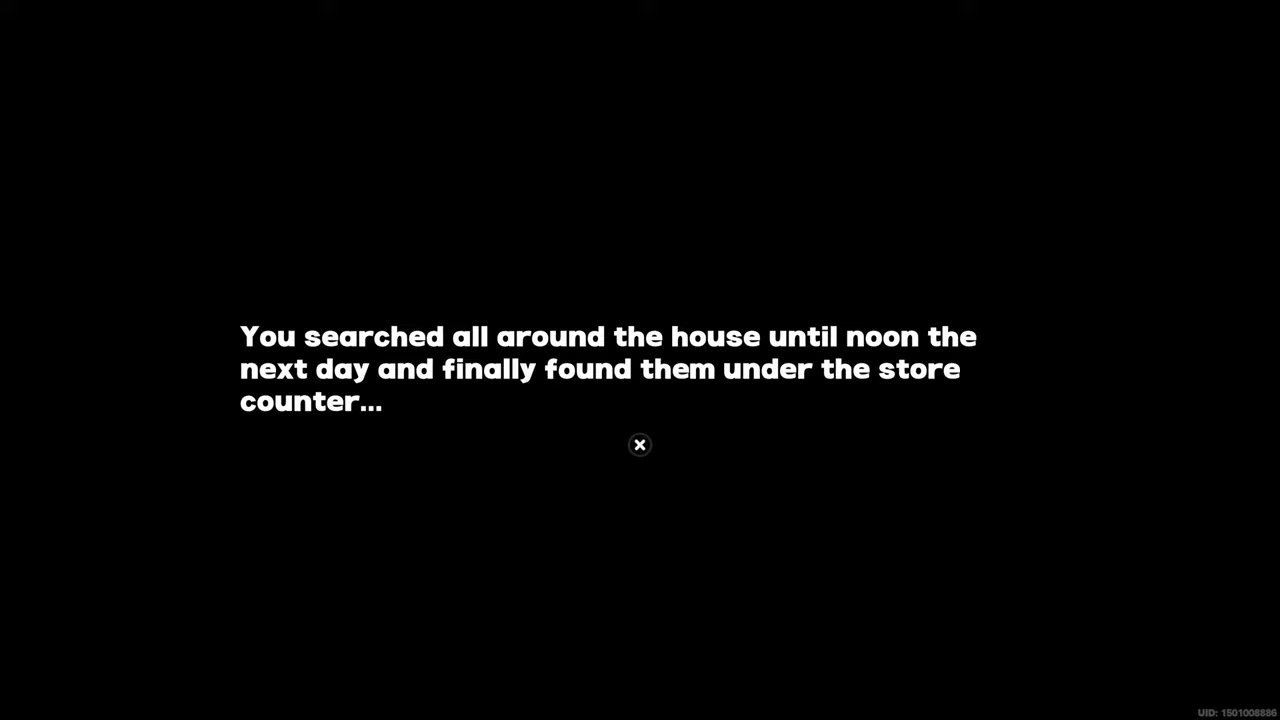 You searched all around the house until noon the
next day and finally found them under the store
counter...
UID: 1501008886